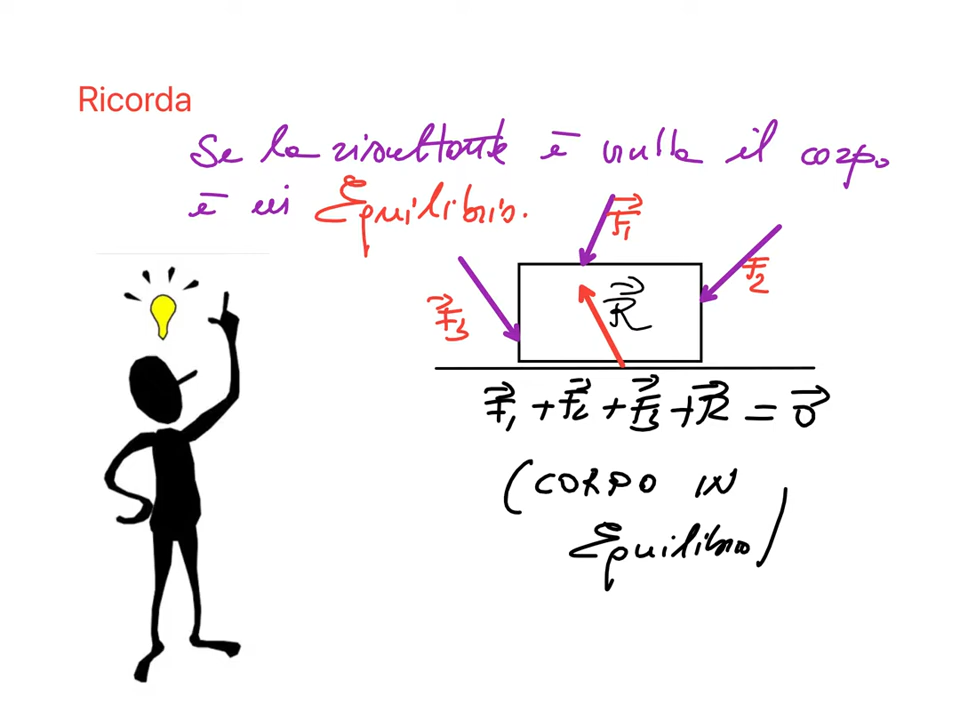 Ricorda
Se la risultante è nulla il corpo
è in Equilibrio.
F₁
F₂
R
F₃
F₁ + F₂ + F₃ + R = 0
(CORPO IN
Equilibrio)